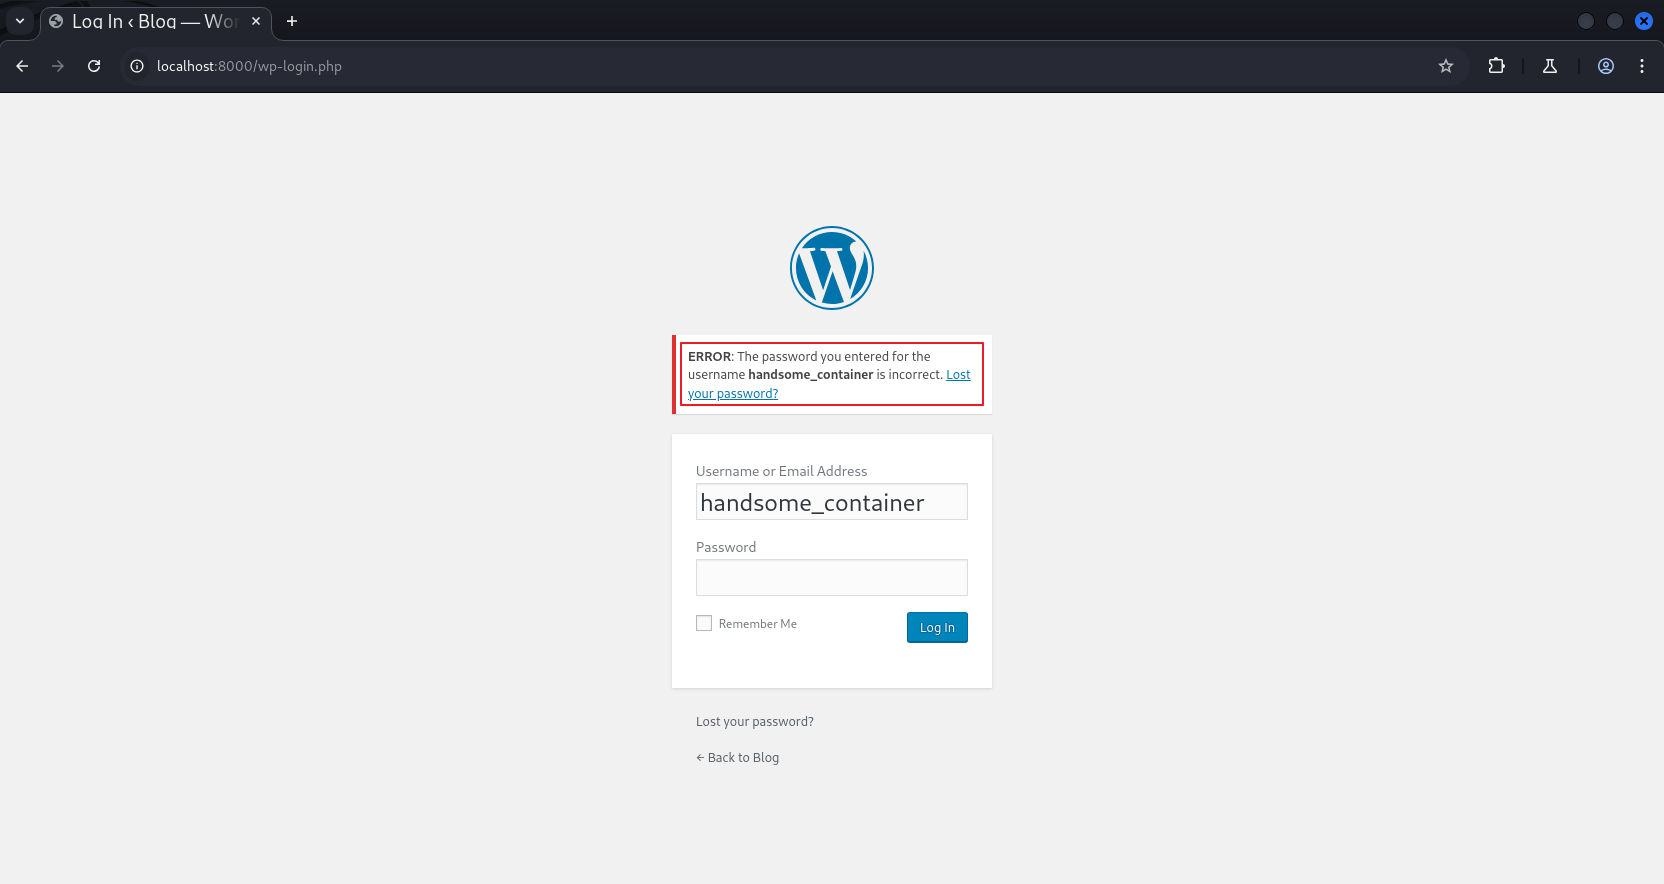 Log In ‹ Blog — Wor
localhost:8000/wp-login.php
ERROR: The password you entered for the
username handsome_container is incorrect. Lost
your password?
Username or Email Address
handsome_container
Password
Remember Me
Log In
Lost your password?
← Back to Blog